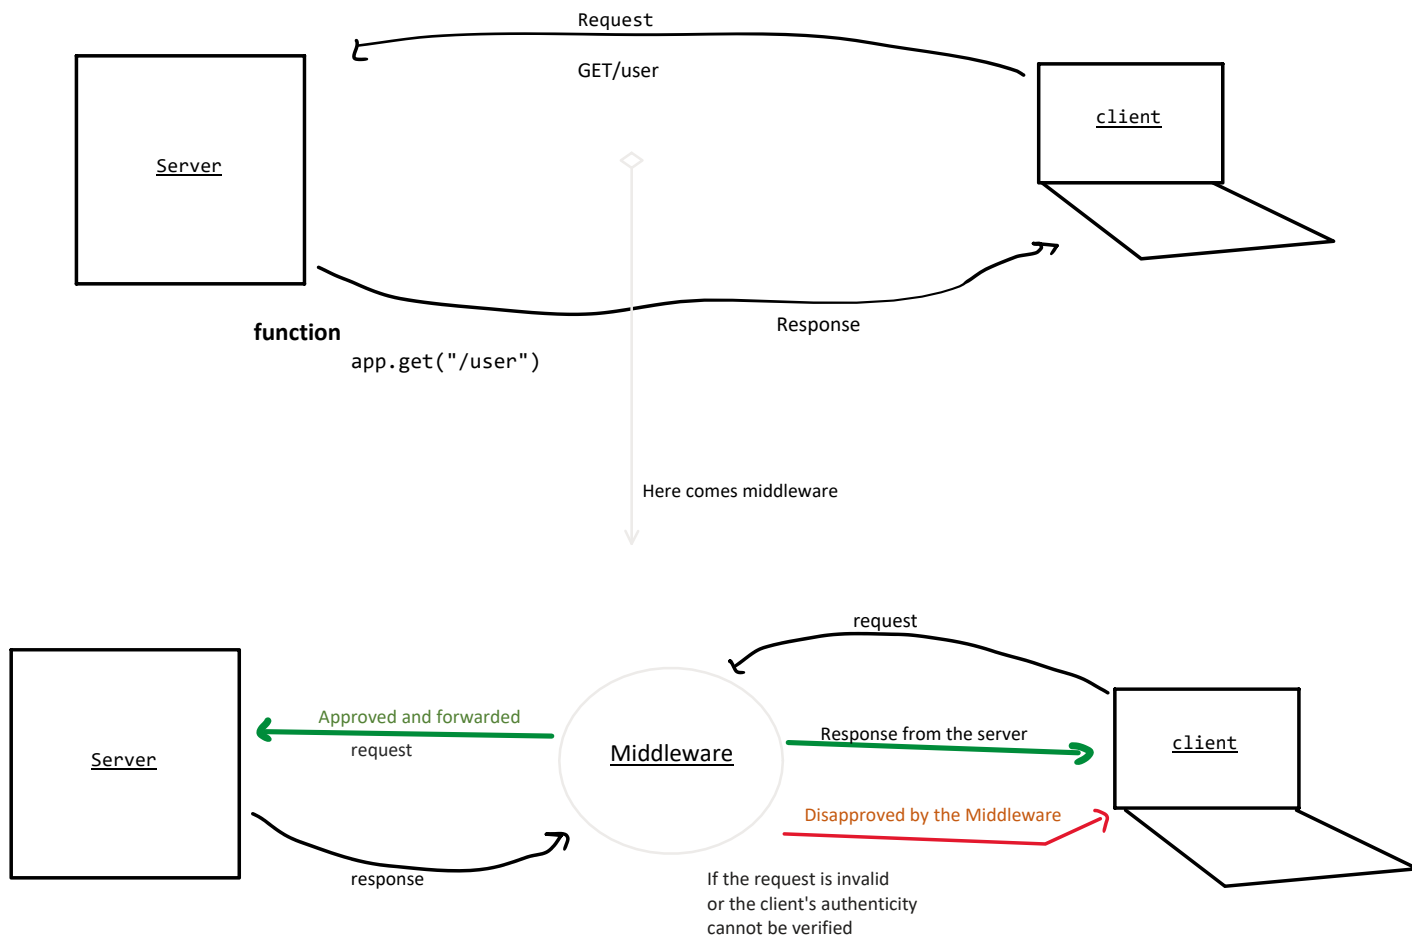 Request
GET/user
client
Server
Response
function
app.get("/user")
Here comes middleware
request
Approved and forwarded
request
Response from the server
client
Server
Middleware
Disapproved by the Middleware
response
If the request is invalid
or the client's authenticity
cannot be verified